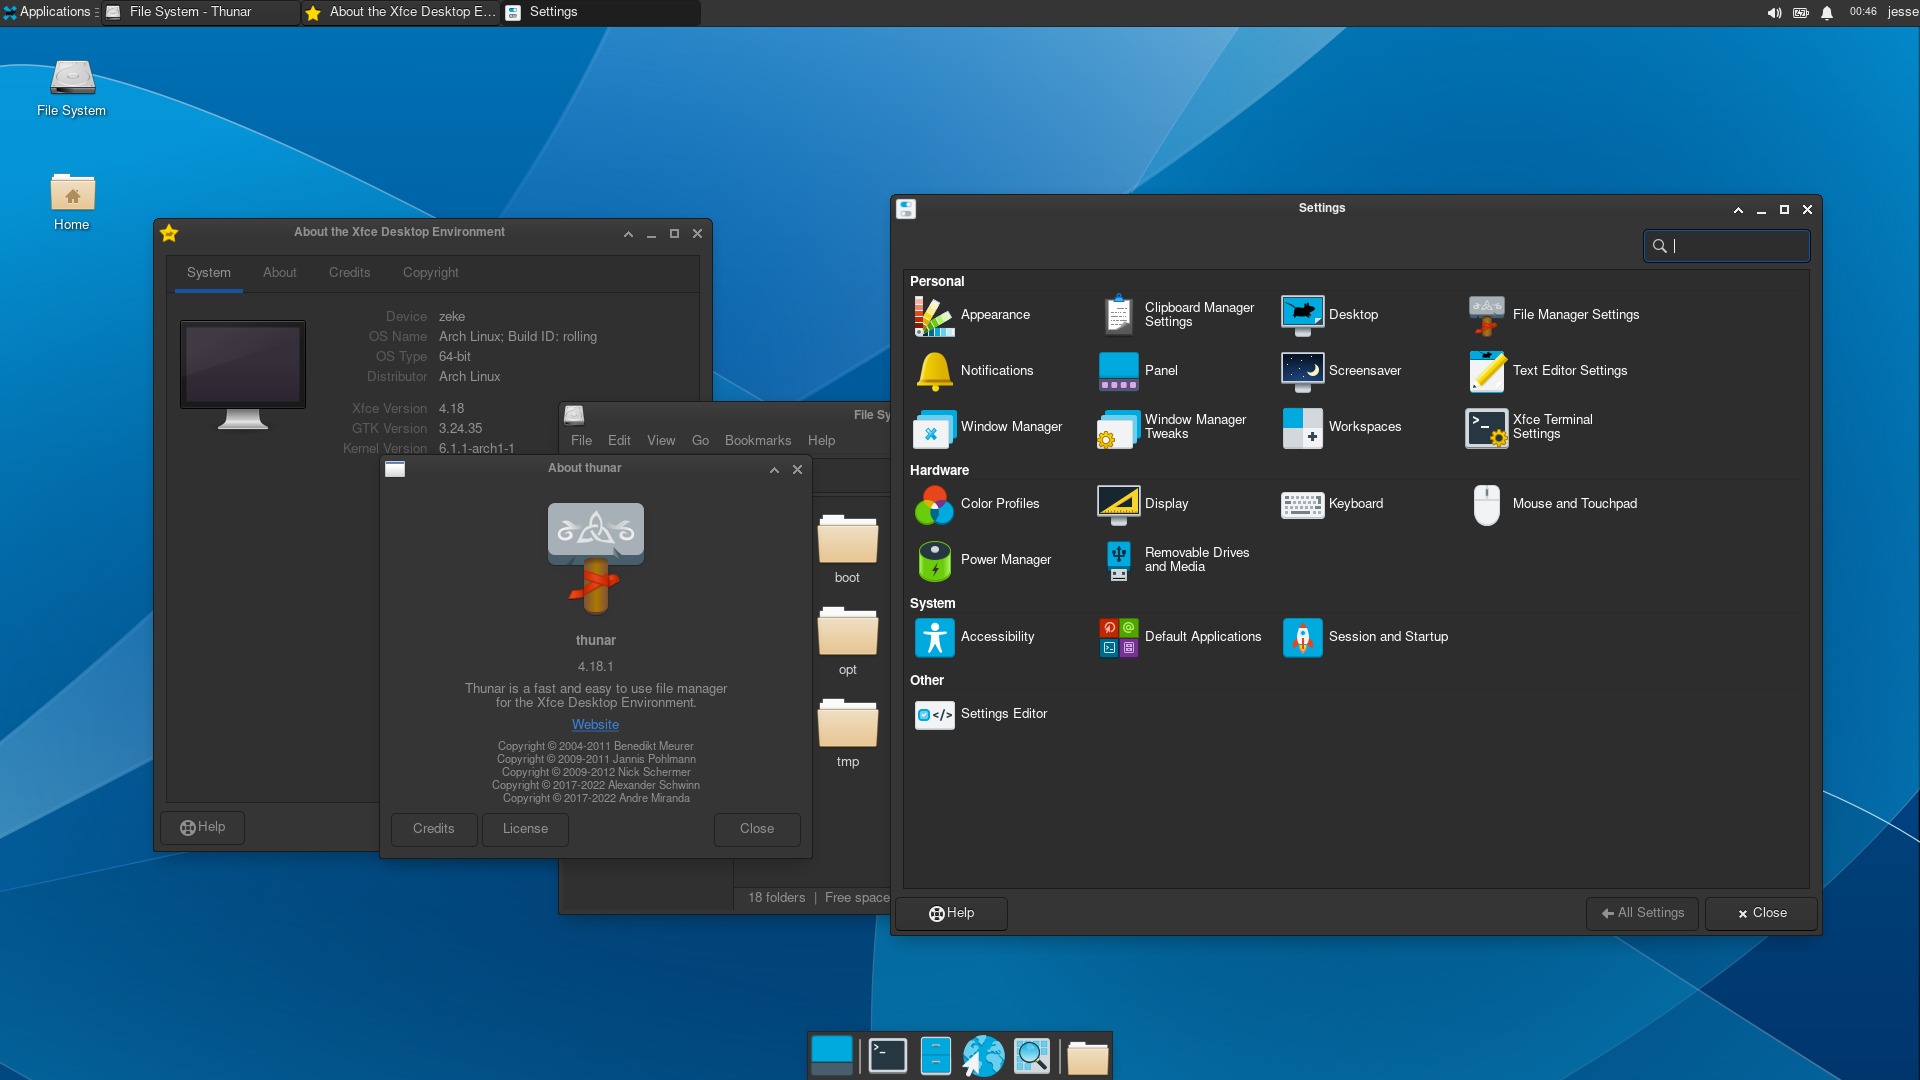 Applications
File System - Thunar
About the Xfce Desktop E...
Settings
00:46
jesse
File System
Home
About the Xfce Desktop Environment
System
About
Credits
Copyright
Device zeke
OS Name Arch Linux; Build ID: rolling
OS Type 64-bit
Distributor Arch Linux
Xfce Version 4.18
GTK Version 3.24.35
Kernel Version 6.1.1-arch1-1
Help
File Sy
File Edit View Go Bookmarks Help
boot
opt
tmp
18 folders | Free space
About thunar
thunar
4.18.1
Thunar is a fast and easy to use file manager
for the Xfce Desktop Environment.
Website
Copyright © 2004-2011 Benedikt Meurer
Copyright © 2009-2011 Jannis Pohlmann
Copyright © 2009-2012 Nick Schermer
Copyright © 2017-2022 Alexander Schwinn
Copyright © 2017-2022 Andre Miranda
Credits
License
Close
Settings
Personal
Appearance
Clipboard Manager
Settings
Desktop
File Manager Settings
Notifications
Panel
Screensaver
Text Editor Settings
Window Manager
Window Manager
Tweaks
Workspaces
Xfce Terminal
Settings
Hardware
Color Profiles
Display
Keyboard
Mouse and Touchpad
Power Manager
Removable Drives
and Media
System
Accessibility
Default Applications
Session and Startup
Other
Settings Editor
Help
All Settings
Close